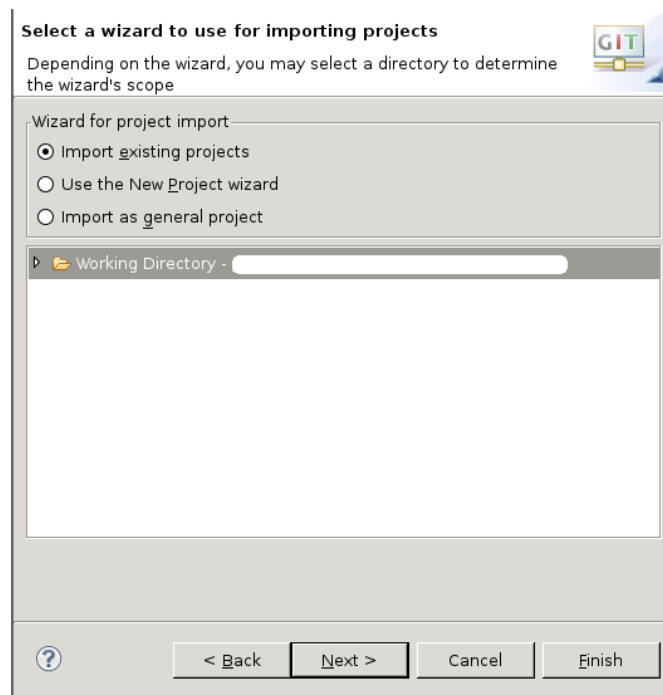 Select a wizard to use for importing projects
Depending on the wizard, you may select a directory to determine
the wizard's scope
GIT
Wizard for project import
Import existing projects
Use the New Project wizard
Import as general project
Working Directory -
?
< Back Next > Cancel Finish